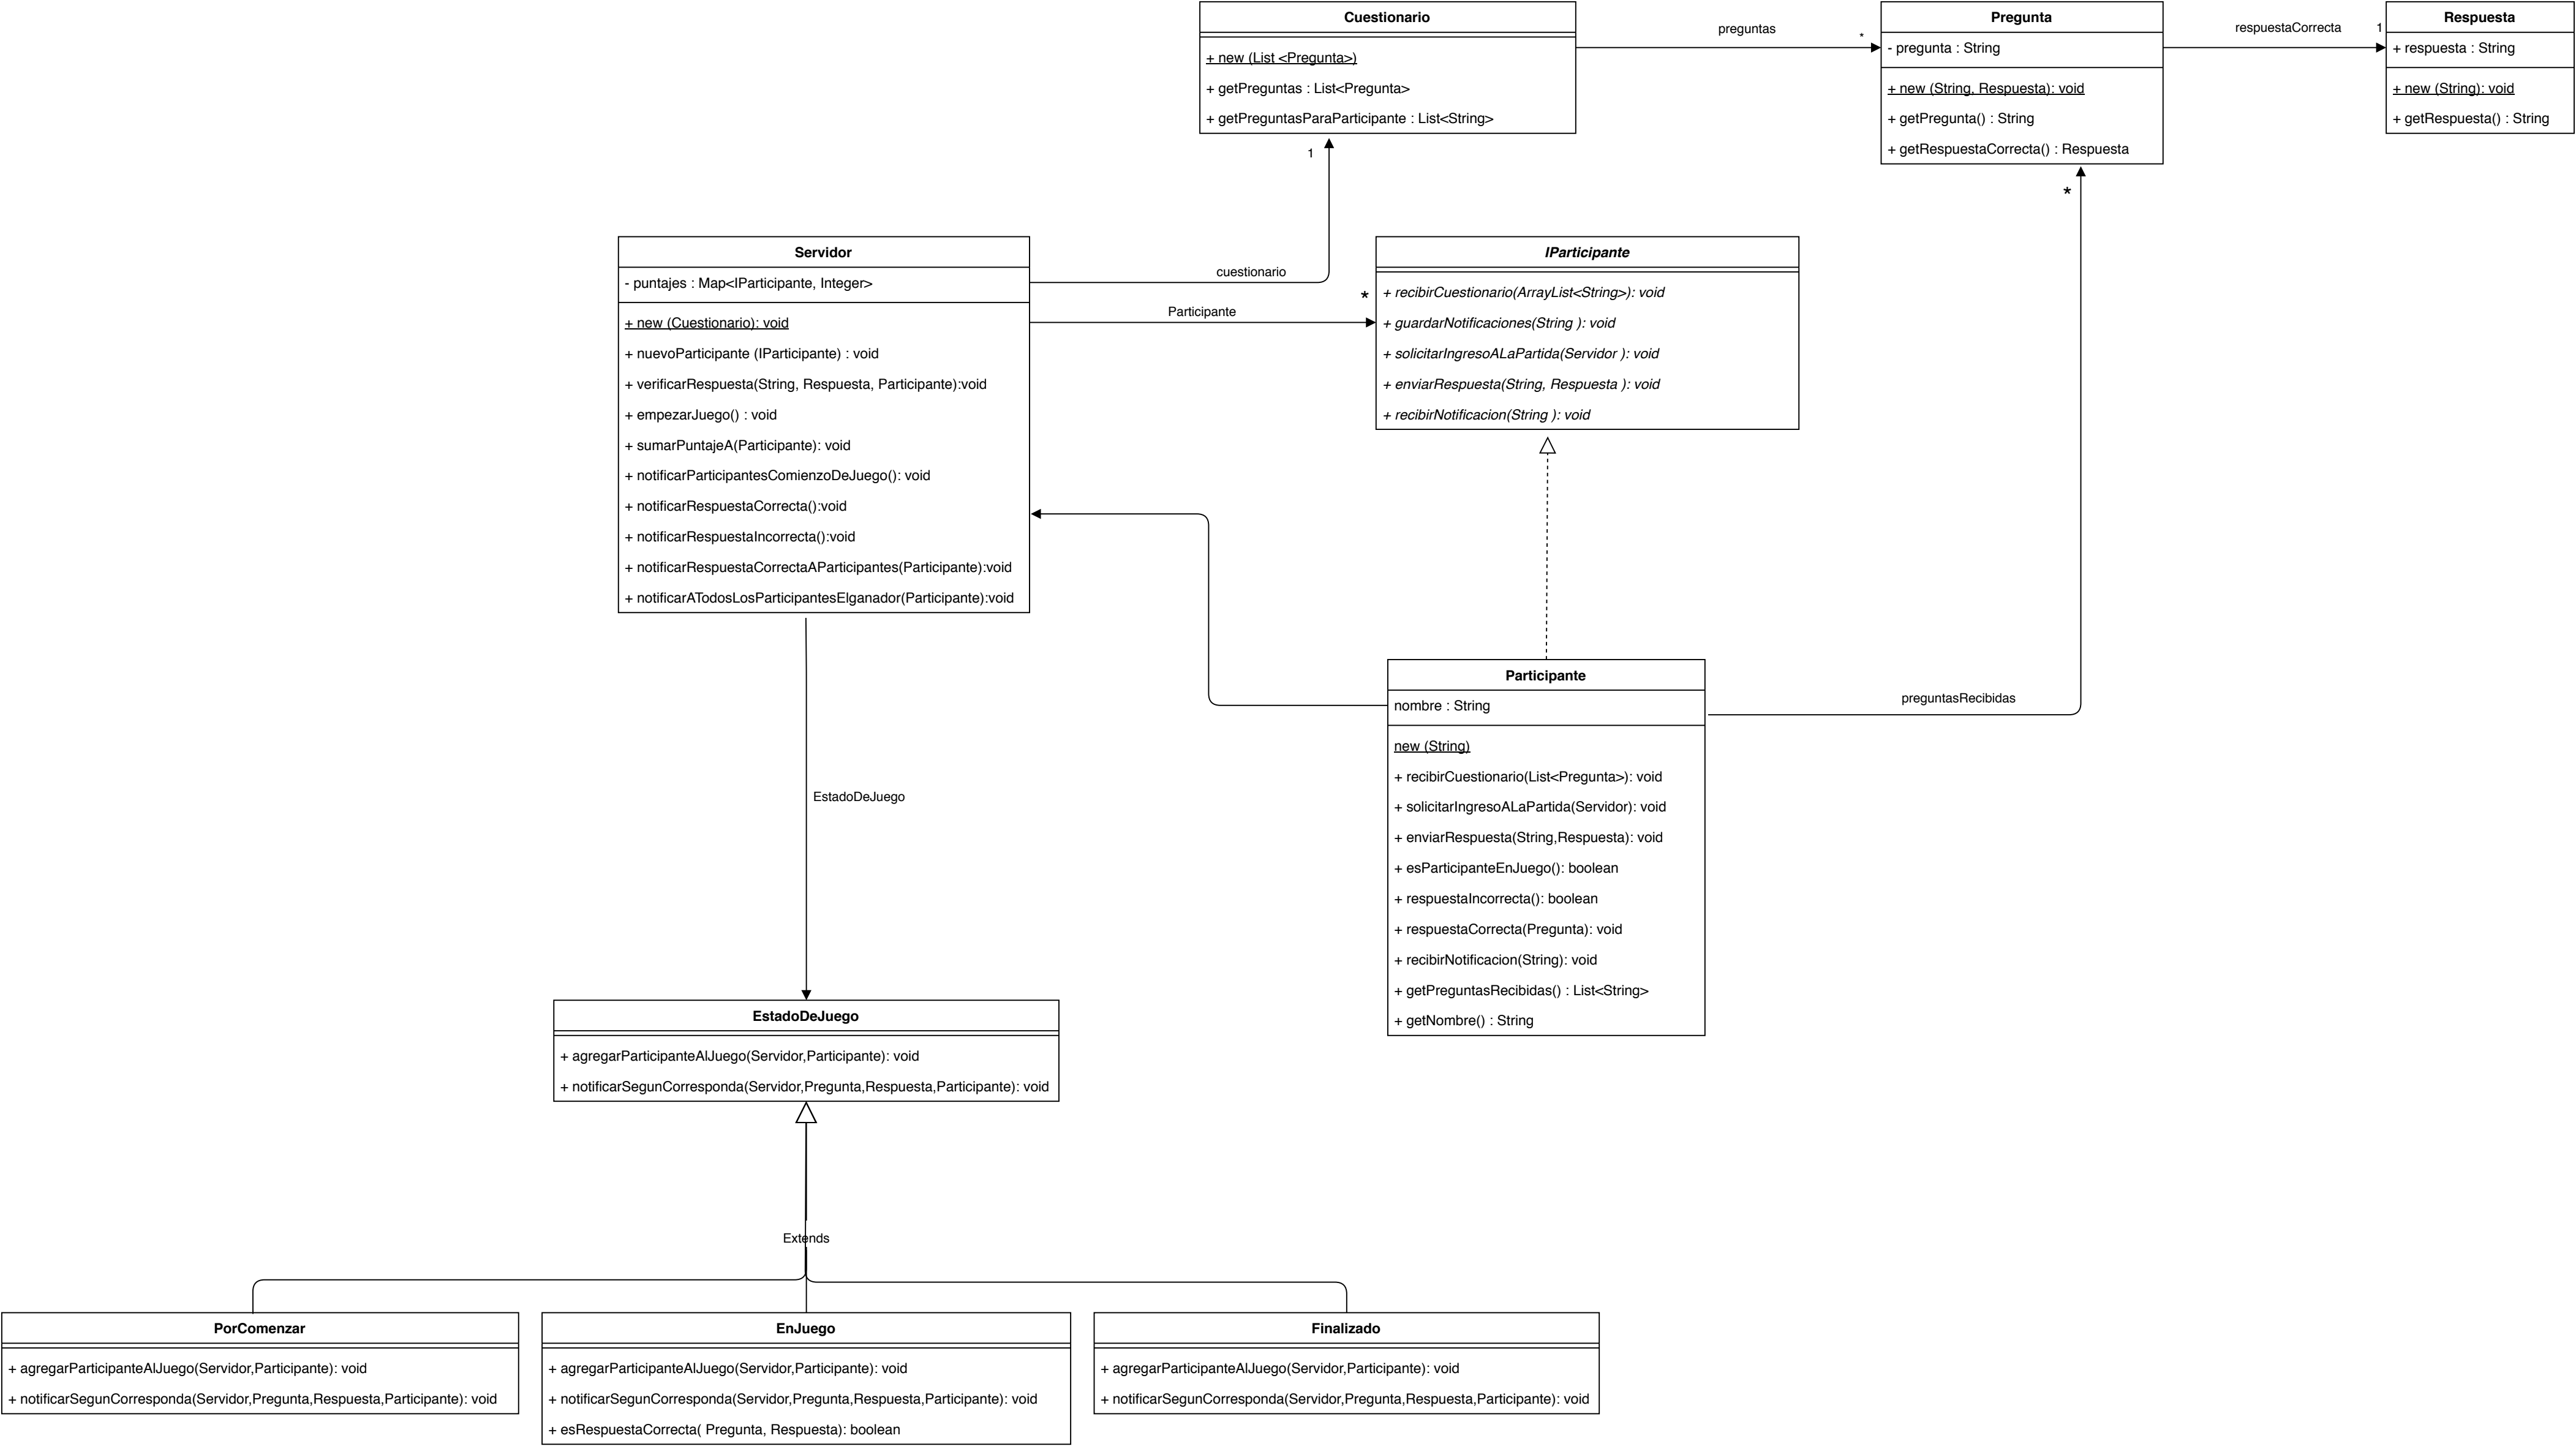 Cuestionario
+ new (List <Pregunta>)
+ getPreguntas : List<Pregunta>
+ getPreguntasParaParticipante : List<String>
preguntas
*
Pregunta
- pregunta : String
+ new (String, Respuesta): void
+ getPregunta() : String
+ getRespuestaCorrecta() : Respuesta
respuestaCorrecta
1
Respuesta
+ respuesta : String
+ new (String): void
+ getRespuesta() : String
1
*
Servidor
- puntajes : Map<IParticipante, Integer>
+ new (Cuestionario): void
+ nuevoParticipante (IParticipante) : void
+ verificarRespuesta(String, Respuesta, Participante):void
+ empezarJuego() : void
+ sumarPuntajeA(Participante): void
+ notificarParticipantesComienzoDeJuego(): void
+ notificarRespuestaCorrecta():void
+ notificarRespuestaIncorrecta():void
+ notificarRespuestaCorrectaAParticipantes(Participante):void
+ notificarATodosLosParticipantesElganador(Participante):void
cuestionario
Participante
*
IParticipante
+ recibirCuestionario(ArrayList<String>): void
+ guardarNotificaciones(String ): void
+ solicitarIngresoALaPartida(Servidor ): void
+ enviarRespuesta(String, Respuesta ): void
+ recibirNotificacion(String ): void
Participante
nombre : String
new (String)
+ recibirCuestionario(List<Pregunta>): void
+ solicitarIngresoALaPartida(Servidor): void
+ enviarRespuesta(String,Respuesta): void
+ esParticipanteEnJuego(): boolean
+ respuestaIncorrecta(): boolean
+ respuestaCorrecta(Pregunta): void
+ recibirNotificacion(String): void
+ getPreguntasRecibidas() : List<String>
+ getNombre() : String
preguntasRecibidas
EstadoDeJuego
EstadoDeJuego
+ agregarParticipanteAlJuego(Servidor,Participante): void
+ notificarSegunCorresponda(Servidor,Pregunta,Respuesta,Participante): void
Extends
PorComenzar
+ agregarParticipanteAlJuego(Servidor,Participante): void
+ notificarSegunCorresponda(Servidor,Pregunta,Respuesta,Participante): void
EnJuego
+ agregarParticipanteAlJuego(Servidor,Participante): void
+ notificarSegunCorresponda(Servidor,Pregunta,Respuesta,Participante): void
+ esRespuestaCorrecta( Pregunta, Respuesta): boolean
Finalizado
+ agregarParticipanteAlJuego(Servidor,Participante): void
+ notificarSegunCorresponda(Servidor,Pregunta,Respuesta,Participante): void